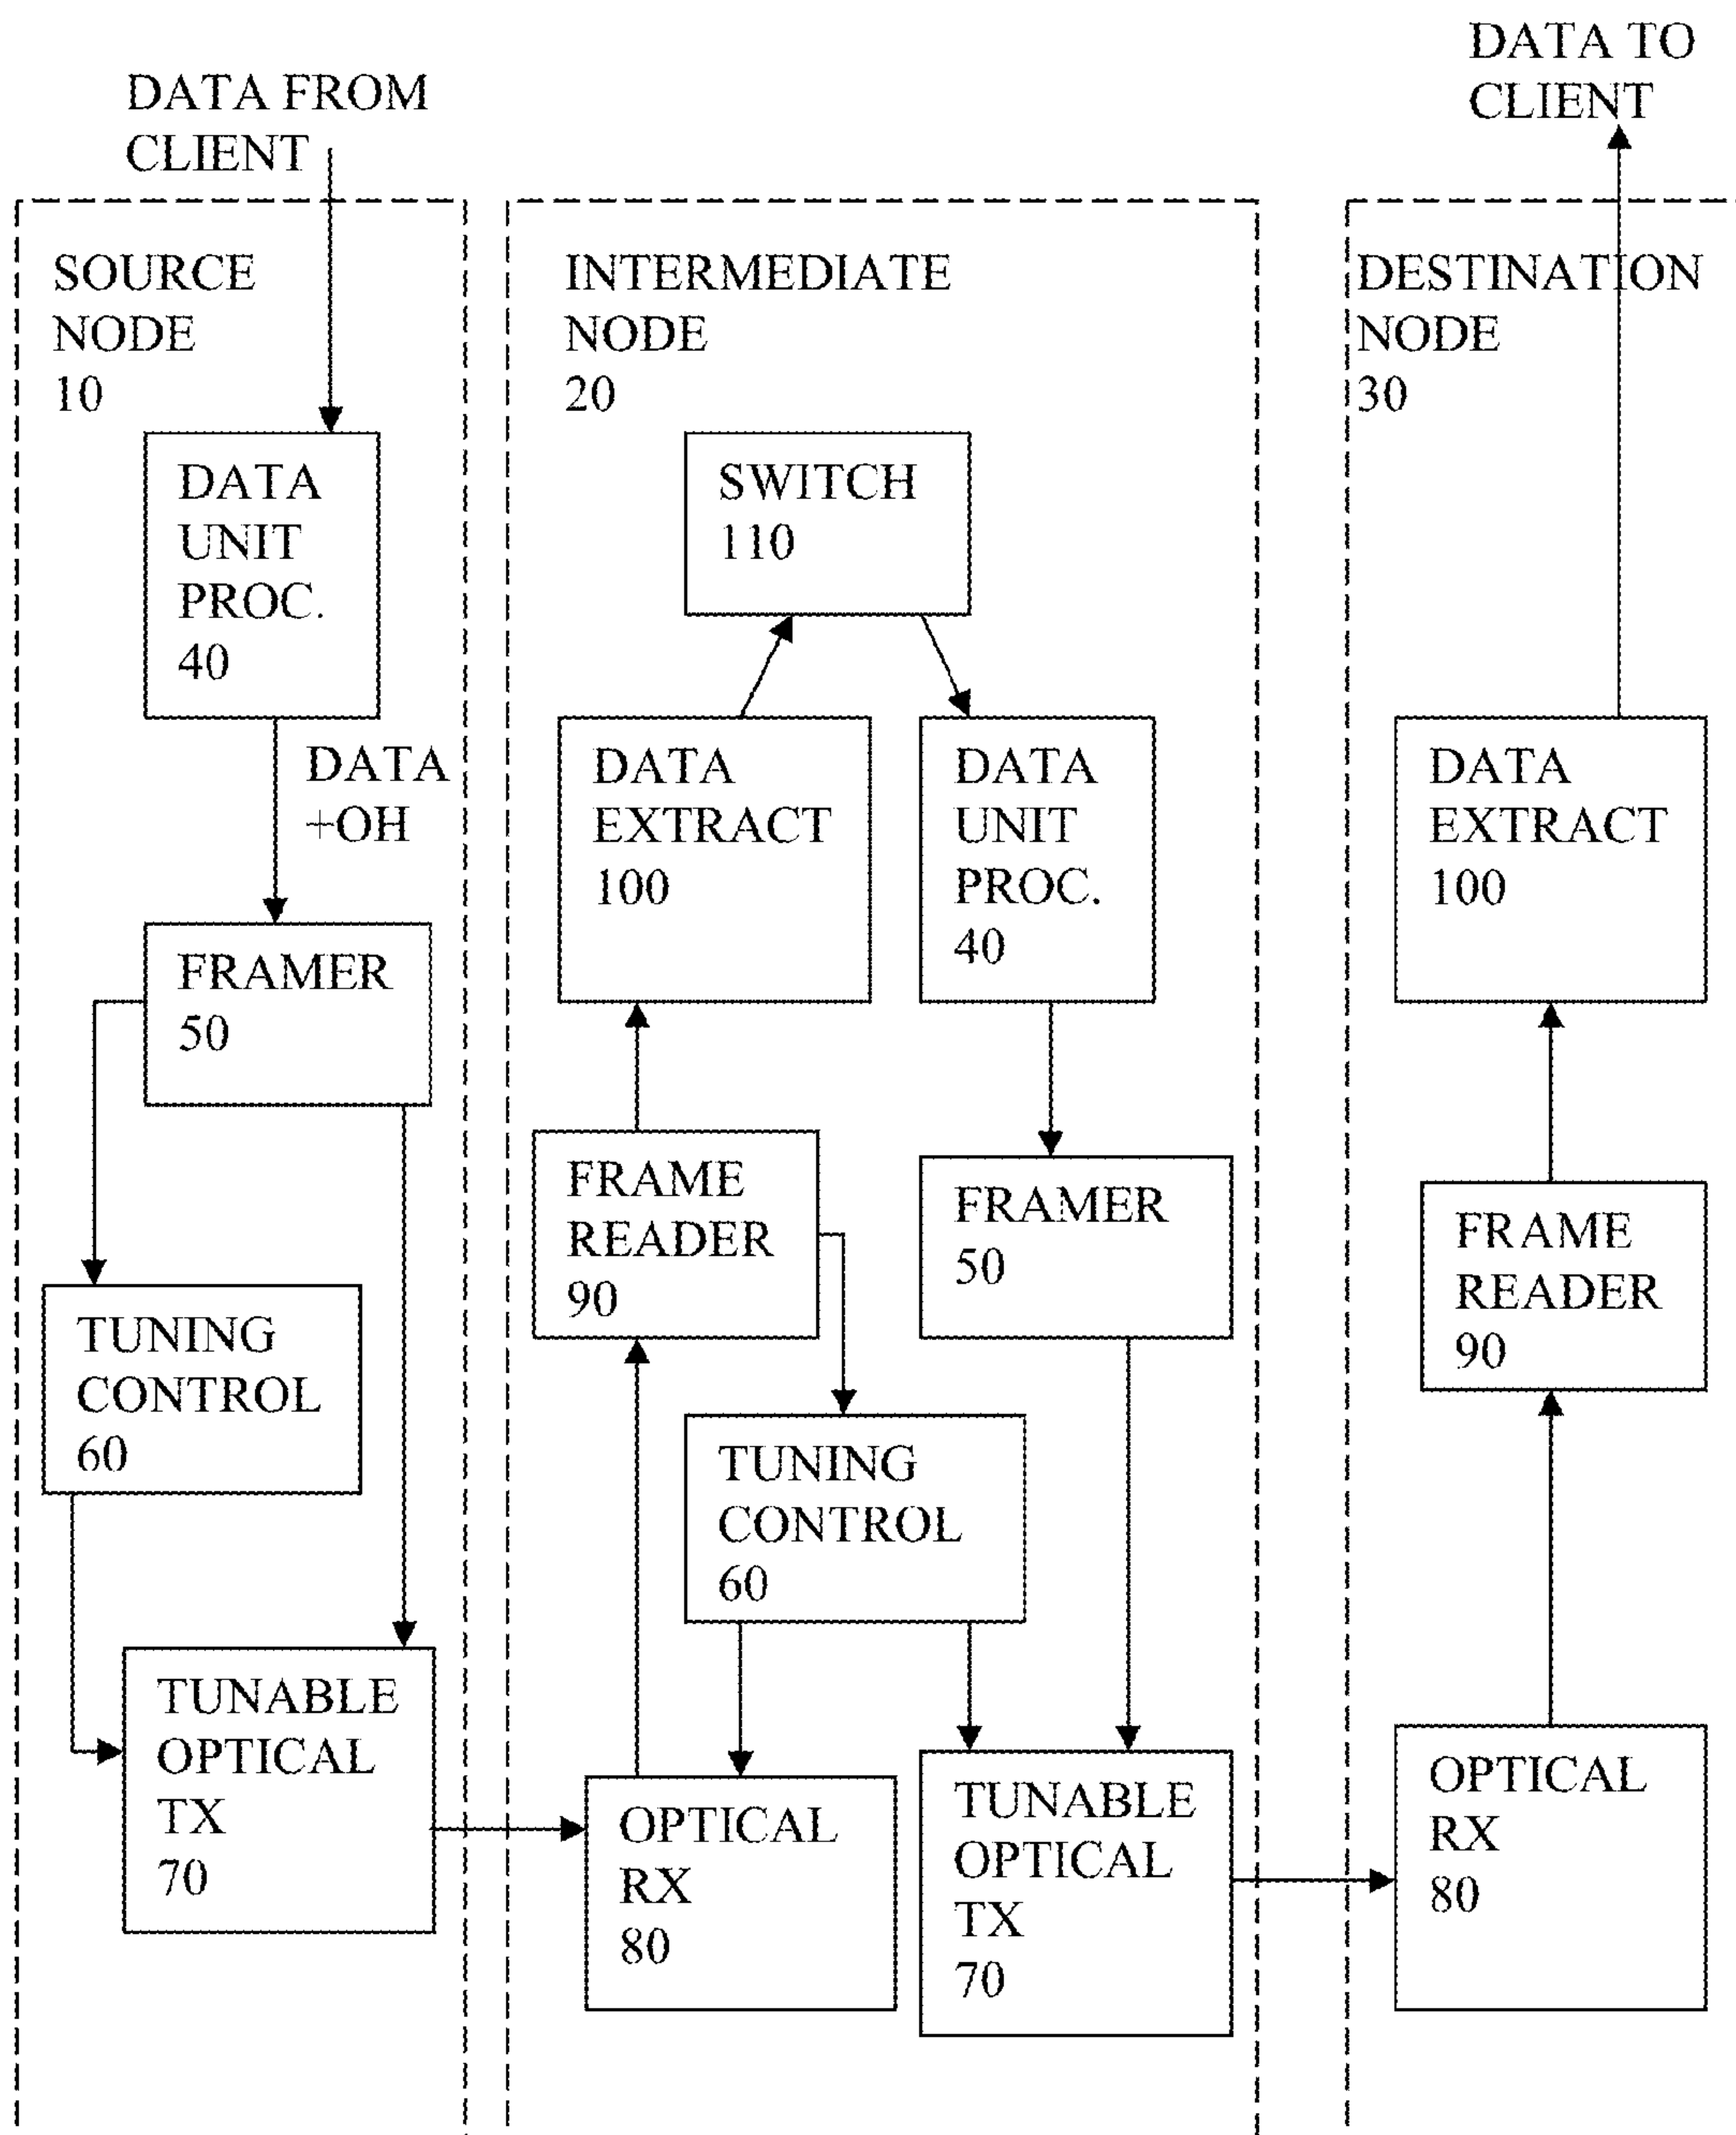 DATA FROM
CLIENT
DATA TO
CLIENT
SOURCE
NODE
10
DATA
UNIT
PROC.
40
DATA
+OH
FRAMER
50
TUNING
CONTROL
60
TUNABLE
OPTICAL
TX
70
INTERMEDIATE
NODE
20
SWITCH
110
DATA
EXTRACT
100
DATA
UNIT
PROC.
40
FRAME
READER
90
FRAMER
50
TUNING
CONTROL
60
OPTICAL
RX
80
TUNABLE
OPTICAL
TX
70
DESTINATION
NODE
30
DATA
EXTRACT
100
FRAME
READER
90
OPTICAL
RX
80